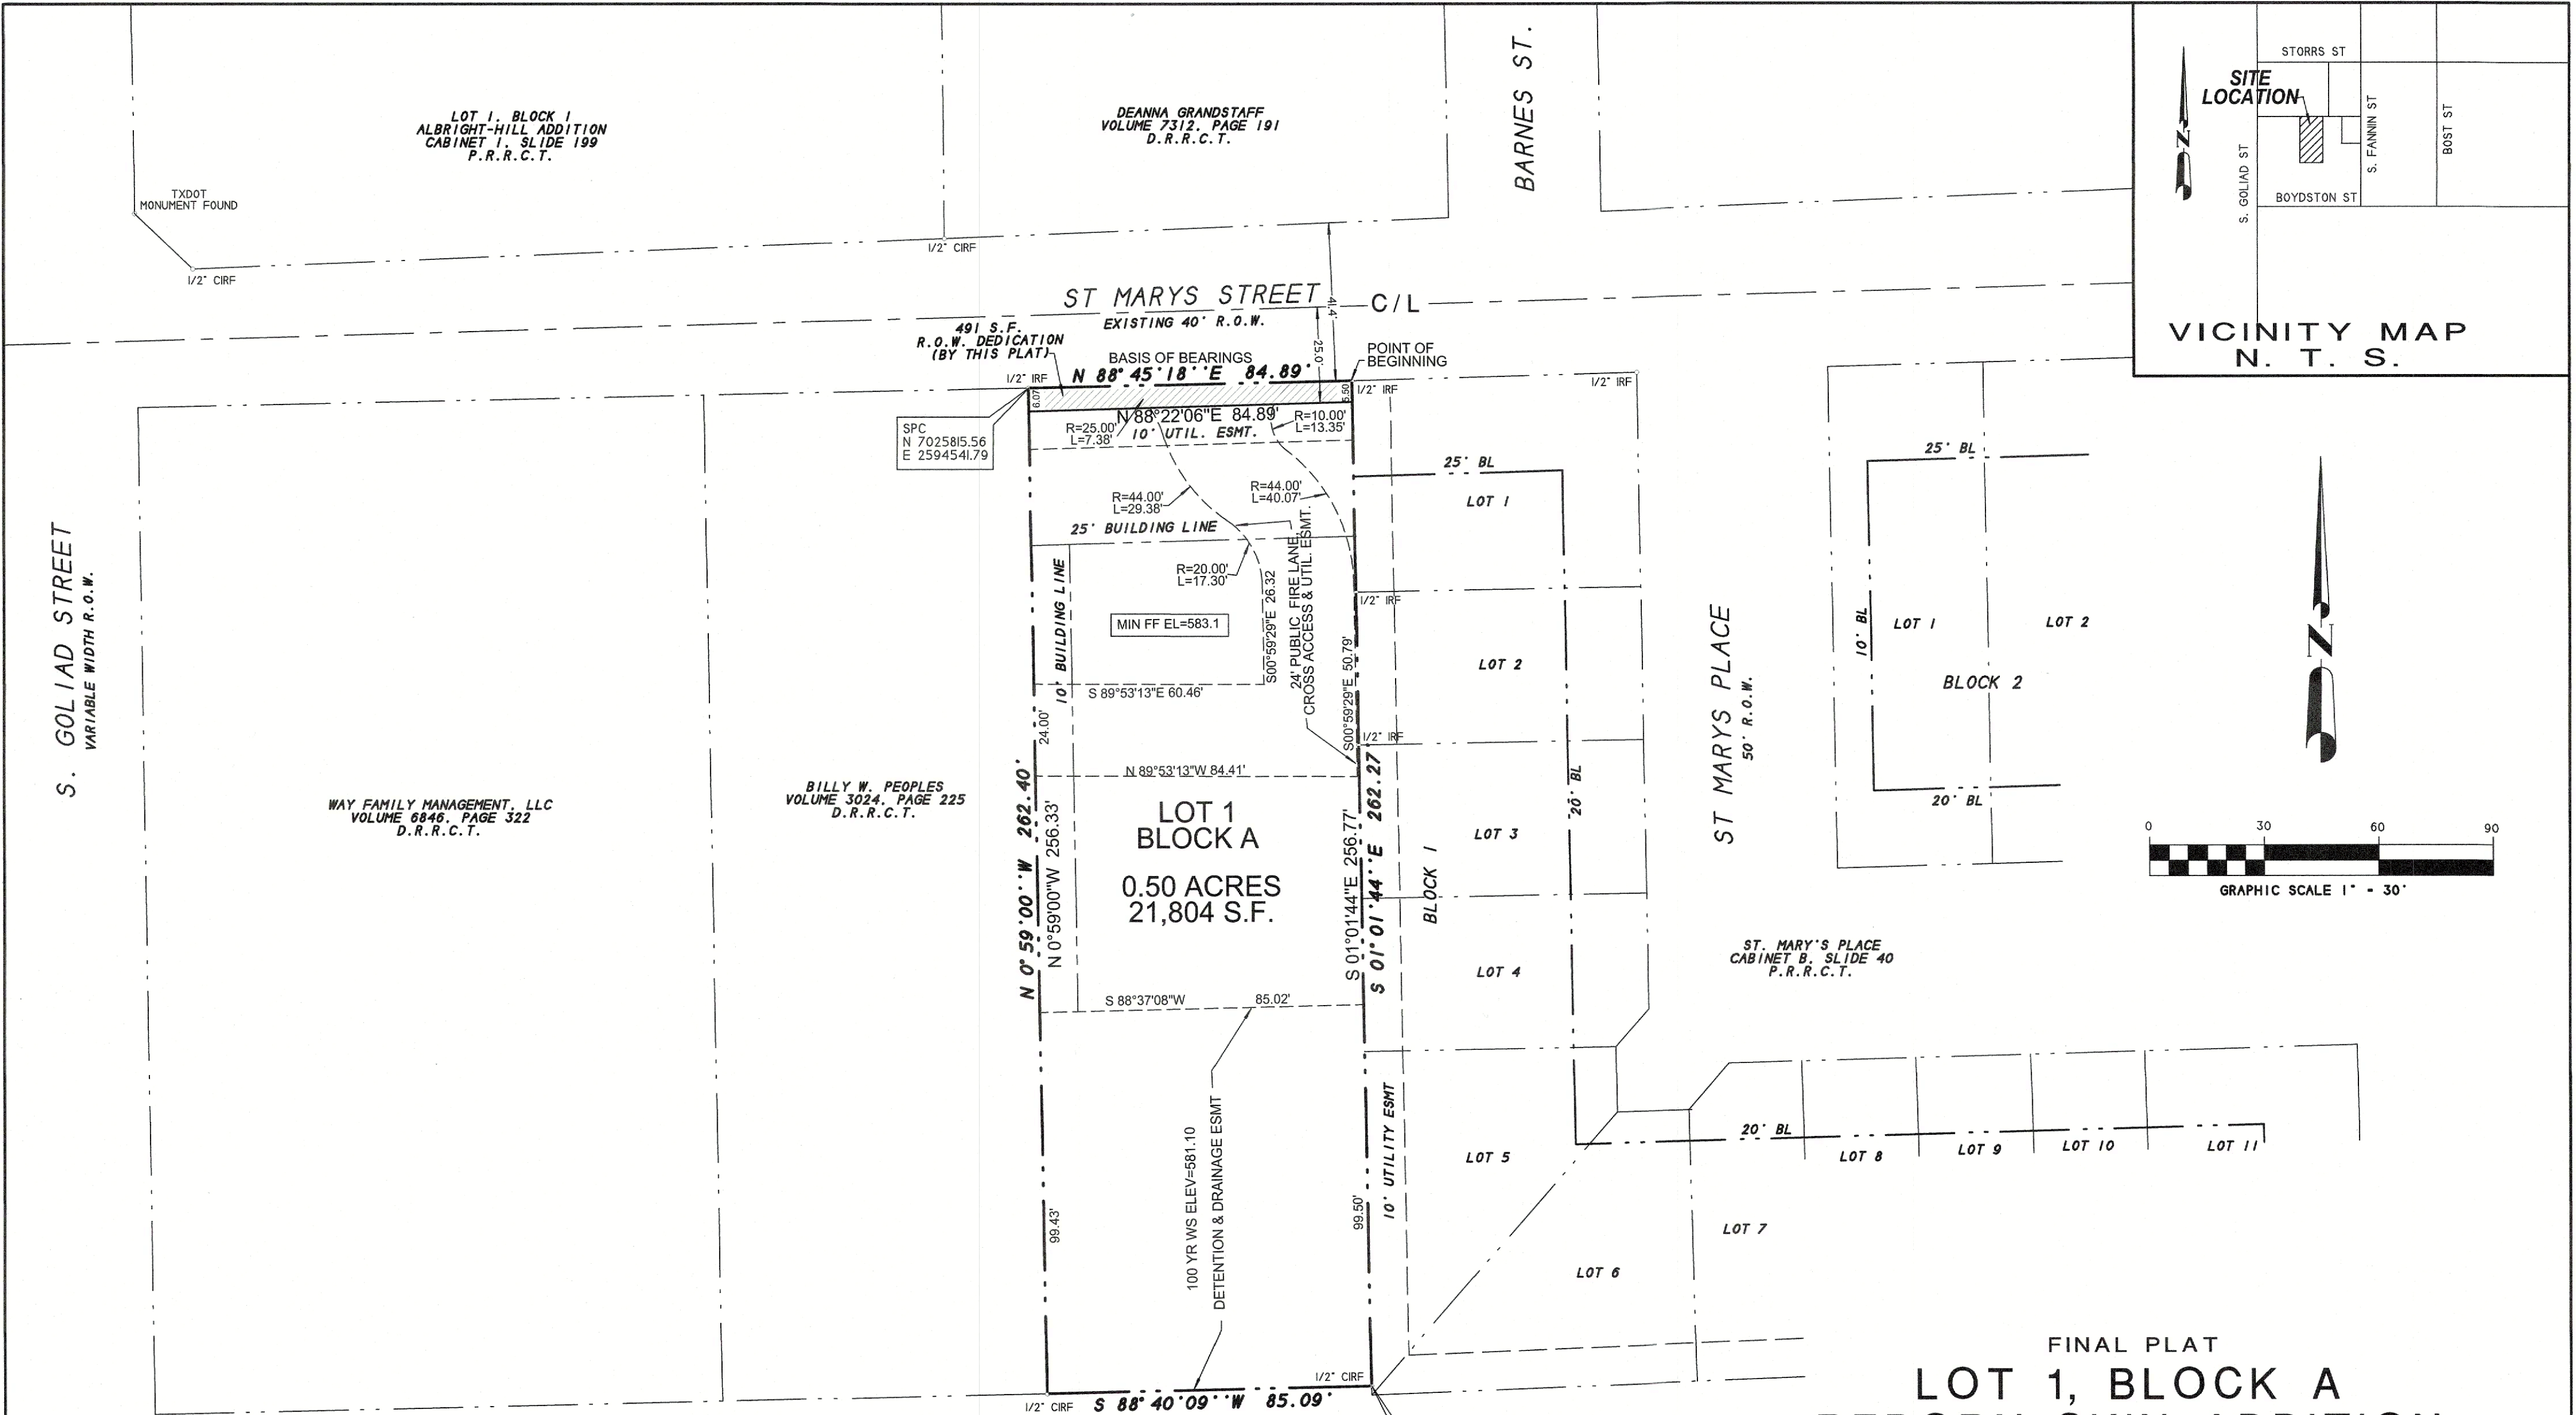 LOT 1, BLOCK 1
ALBRIGHT-HILL ADDITION
CABINET I, SLIDE 199
P.R.R.C.T.
DEANNA GRANDSTAFF
VOLUME 7312, PAGE 191
D.R.R.C.T.
BARNES ST.
STORRS ST
SITE
LOCATION
S. FANNIN ST
BOST ST
S. GOLIAD ST
BOYDSTON ST
N
VICINITY MAP
N. T. S.
TXDOT
MONUMENT FOUND
1/2" CIRF
1/2" CIRF
ST MARYS STREET
C/L
EXISTING 40' R.O.W.
41.4'
25.0'
491 S.F.
R.O.W. DEDICATION
(BY THIS PLAT)
BASIS OF BEARINGS
N 88°45'18''E 84.89'
POINT OF
BEGINNING
1/2" IRF
1/2" IRF
1/2" IRF
6.07
5.50
N 88°22'06"E 84.89'
10' UTIL. ESMT.
SPC
N 7025815.56
E 2594541.79
R=25.00'
L=7.38'
R=10.00'
L=13.35'
R=44.00'
L=29.38'
R=44.00'
L=40.07'
25' BUILDING LINE
R=20.00'
L=17.30'
10' BUILDING LINE
MIN FF EL=583.1
S00°59'29"E 26.32
24' PUBLIC FIRE LANE,
CROSS ACCESS & UTIL. ESMT.
S00°59'29"E 50.79'
S 89°53'13"E 60.46'
24.00'
N 89°53'13"W 84.41'
LOT 1
BLOCK A
0.50 ACRES
21,804 S.F.
N 0°59'00''W 262.40'
N 0°59'00"W 256.33'
S 01°01'44"E 256.77'
S 01°01'44''E 262.27'
S 88°37'08"W 85.02'
100 YR WS ELEV=581.10
DETENTION & DRAINAGE ESMT
99.43'
99.50'
1/2" CIRF
1/2" CIRF
S 88°40'09''W 85.09'
S. GOLIAD STREET
VARIABLE WIDTH R.O.W.
WAY FAMILY MANAGEMENT, LLC
VOLUME 6846, PAGE 322
D.R.R.C.T.
BILLY W. PEOPLES
VOLUME 3024, PAGE 225
D.R.R.C.T.
25' BL
LOT 1
1/2" IRF
LOT 2
1/2" IRF
LOT 3
20' BL
BLOCK 1
LOT 4
10' UTILITY ESMT
LOT 5
LOT 6
LOT 7
20' BL
LOT 8
LOT 9
LOT 10
LOT 11
ST MARYS PLACE
50' R.O.W.
25' BL
10' BL
LOT 1
LOT 2
BLOCK 2
20' BL
ST. MARY'S PLACE
CABINET B, SLIDE 40
P.R.R.C.T.
N
0 30 60 90
GRAPHIC SCALE 1" - 30'
FINAL PLAT
LOT 1, BLOCK A